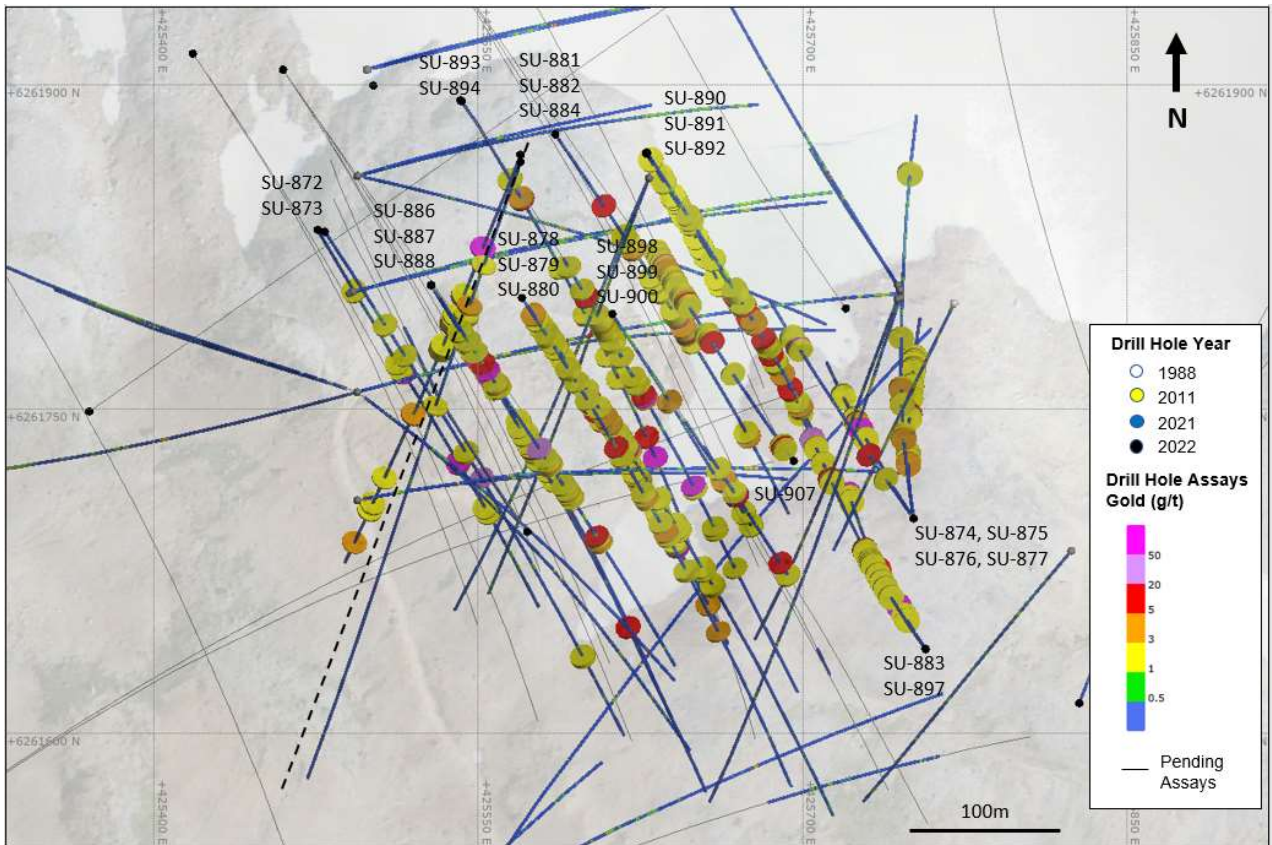 +425400 E
+425550 E
+425700 E
+425850 E
+6261900 N
+6261900 N
N
SU-893
SU-894
SU-881
SU-882
SU-884
SU-890
SU-891
SU-892
SU-872
SU-873
SU-886
SU-887
SU-888
SU-878
SU-879
SU-880
SU-898
SU-899
SU-900
+6261750 N
SU-907
SU-874, SU-875
SU-876, SU-877
SU-883
SU-897
+6261600 N
+425400 E
+425550 E
+425700 E
+425850 E
100m
Drill Hole Year
1988
2011
2021
2022
Drill Hole Assays
Gold (g/t)
50
20
5
3
1
0.5
Pending
Assays